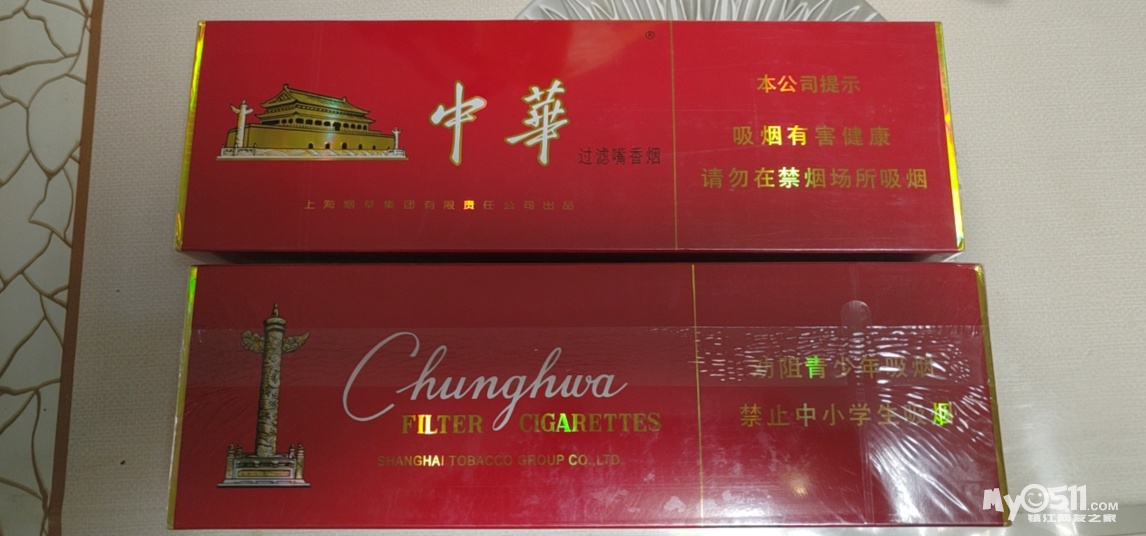 ®
中華
过滤嘴香烟
上海烟草集团有限责任公司出品
本公司提示
吸烟有害健康
请勿在禁烟场所吸烟
Chunghwa
FILTER CIGARETTES
SHANGHAI TOBACCO GROUP CO.,LTD.
劝阻青少年吸烟
禁止中小学生吸烟
MyO511.COM
镇江网友之家